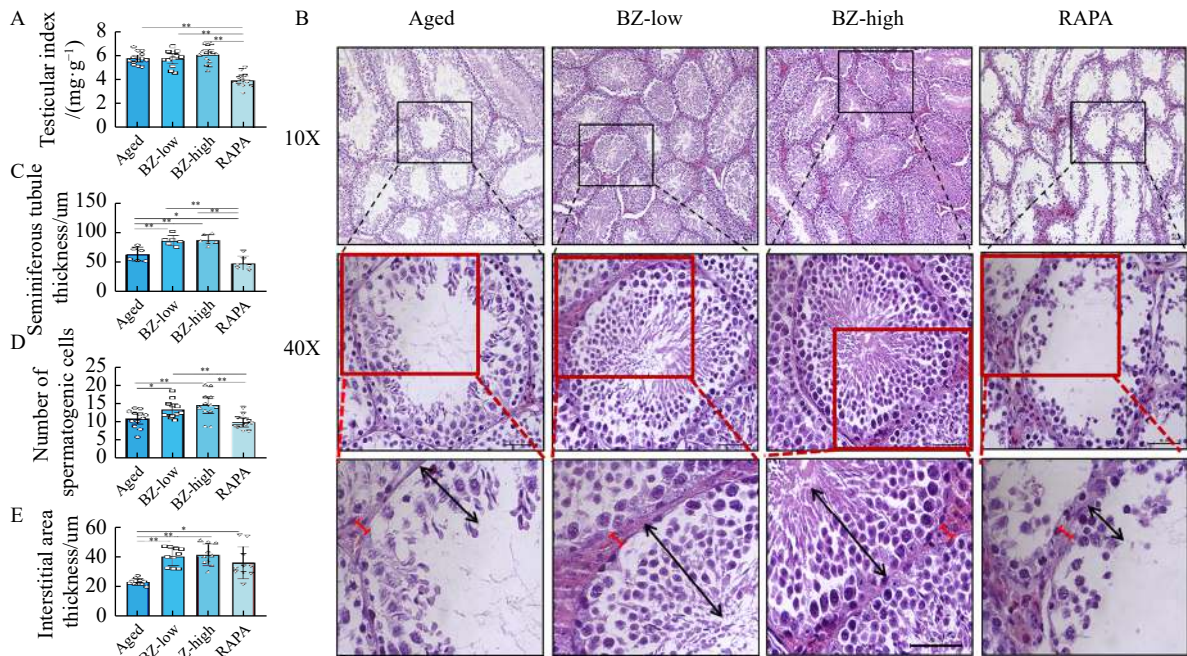 A
Testicular index
/(mg·g⁻¹)
8
6
4
2
0
**
**
**
Aged
BZ-low
BZ-high
RAPA
C
Seminiferous tubule
thickness/um
150
100
50
0
**
*
**
**
**
Aged
BZ-low
BZ-high
RAPA
D
Number of
spermatogenic cells
25
20
15
10
5
0
**
**
*
**
Aged
BZ-low
BZ-high
RAPA
E
Interstitial area
thickness/um
60
40
20
0
*
**
**
Aged
BZ-low
BZ-high
RAPA
B
Aged
BZ-low
BZ-high
RAPA
10X
40X